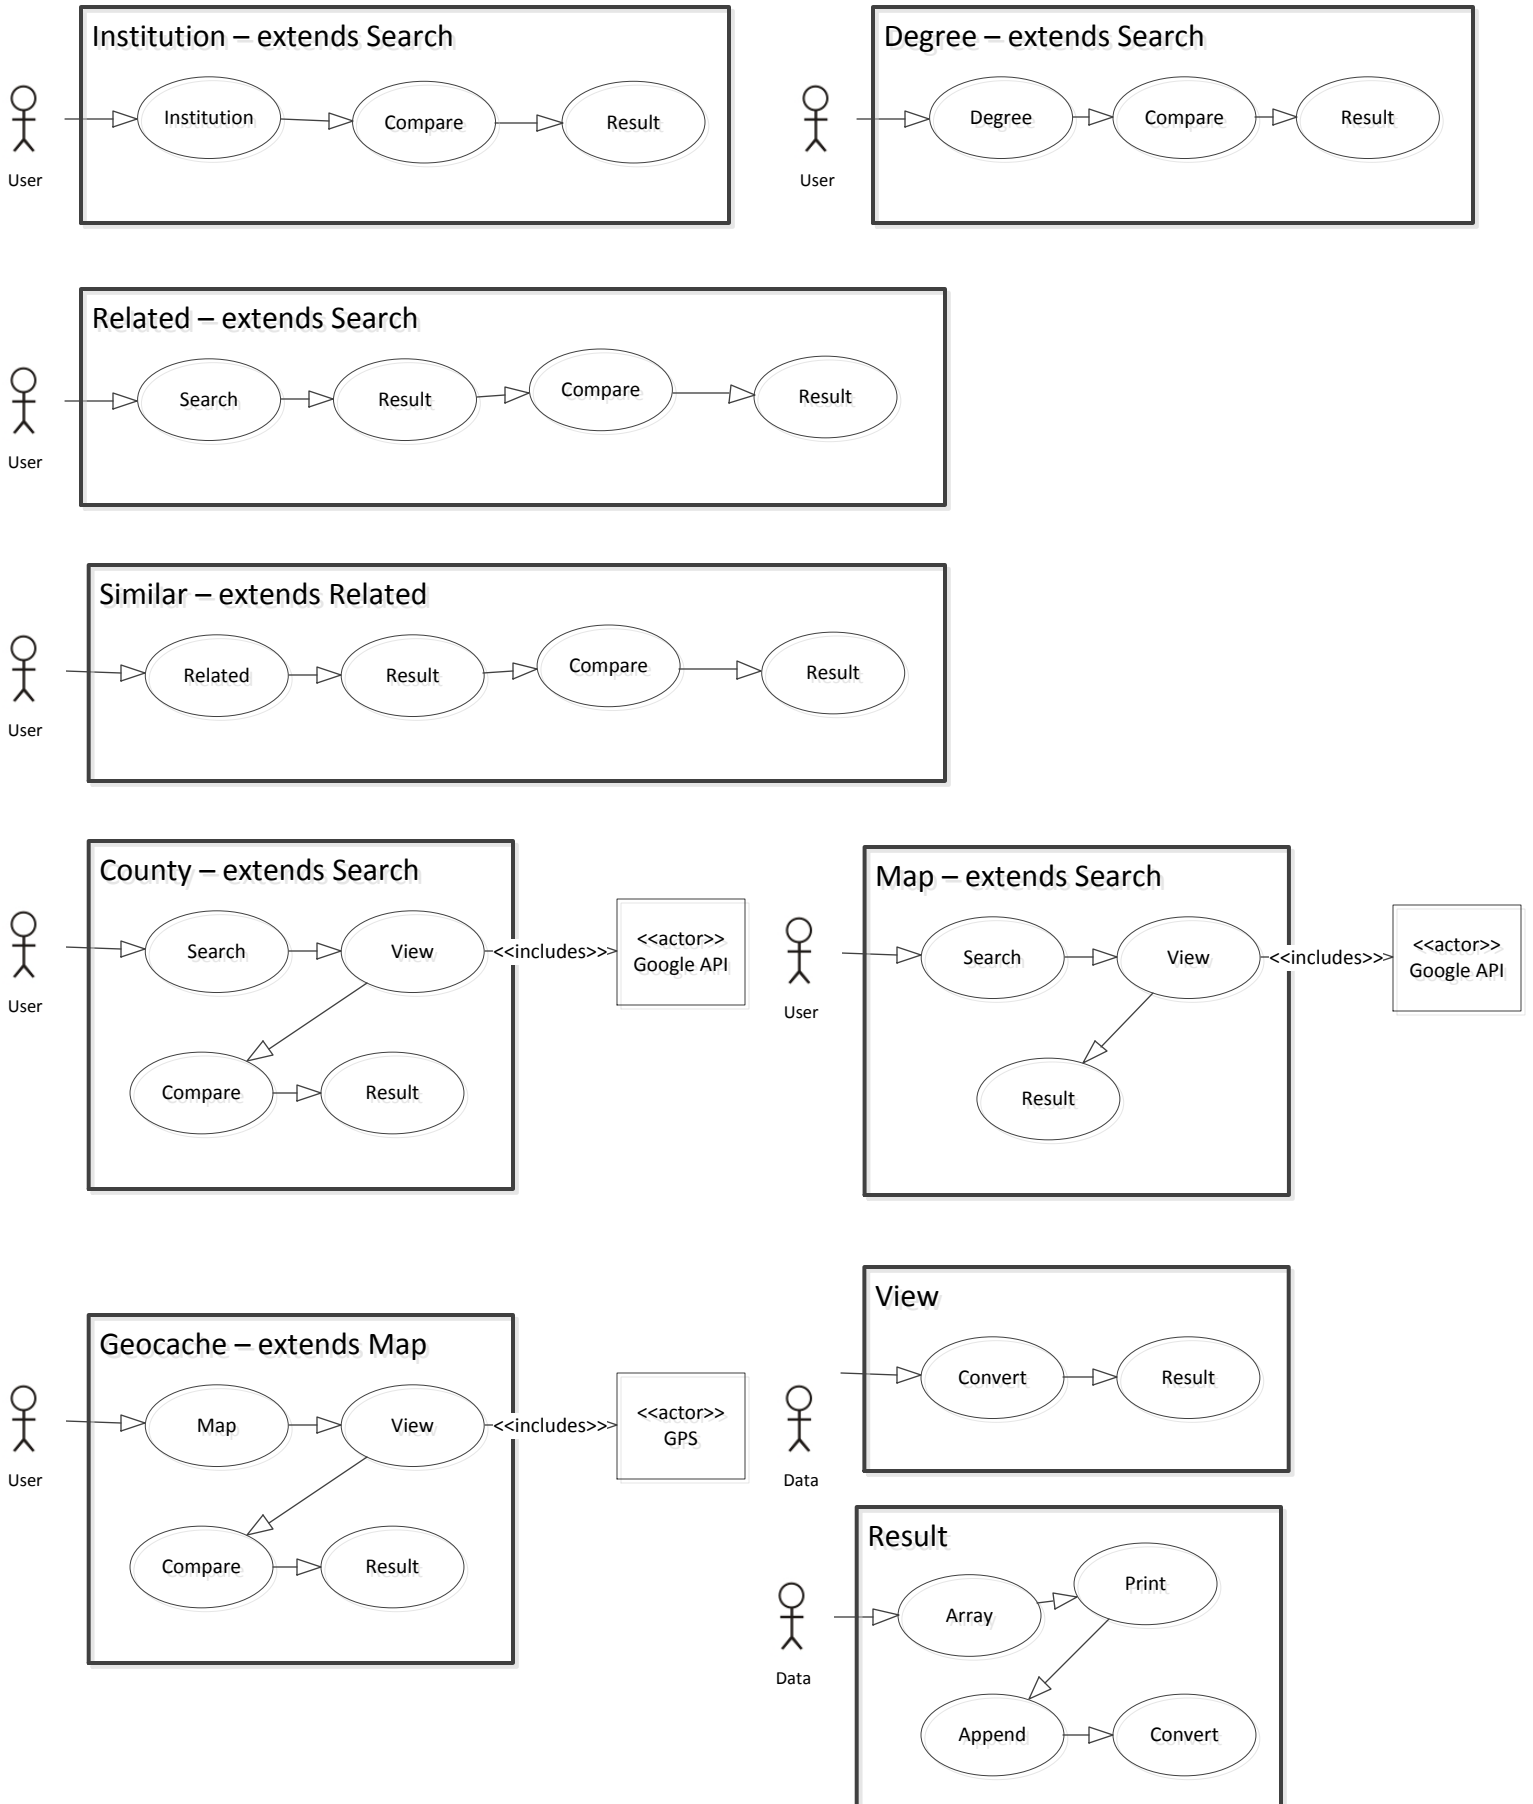 Institution – extends Search
Institution
Compare
Result
User
Degree – extends Search
Degree
Compare
Result
User
Related – extends Search
Search
Result
Compare
Result
User
Similar – extends Related
Related
Result
Compare
Result
User
County – extends Search
Search
View
<<includes>>
<<actor>>
Google API
User
Compare
Result
Map – extends Search
Search
View
<<includes>>
<<actor>>
Google API
User
Result
Geocache – extends Map
Map
View
<<includes>>
<<actor>>
GPS
User
Compare
Result
View
Convert
Result
Data
Result
Array
Print
Data
Append
Convert